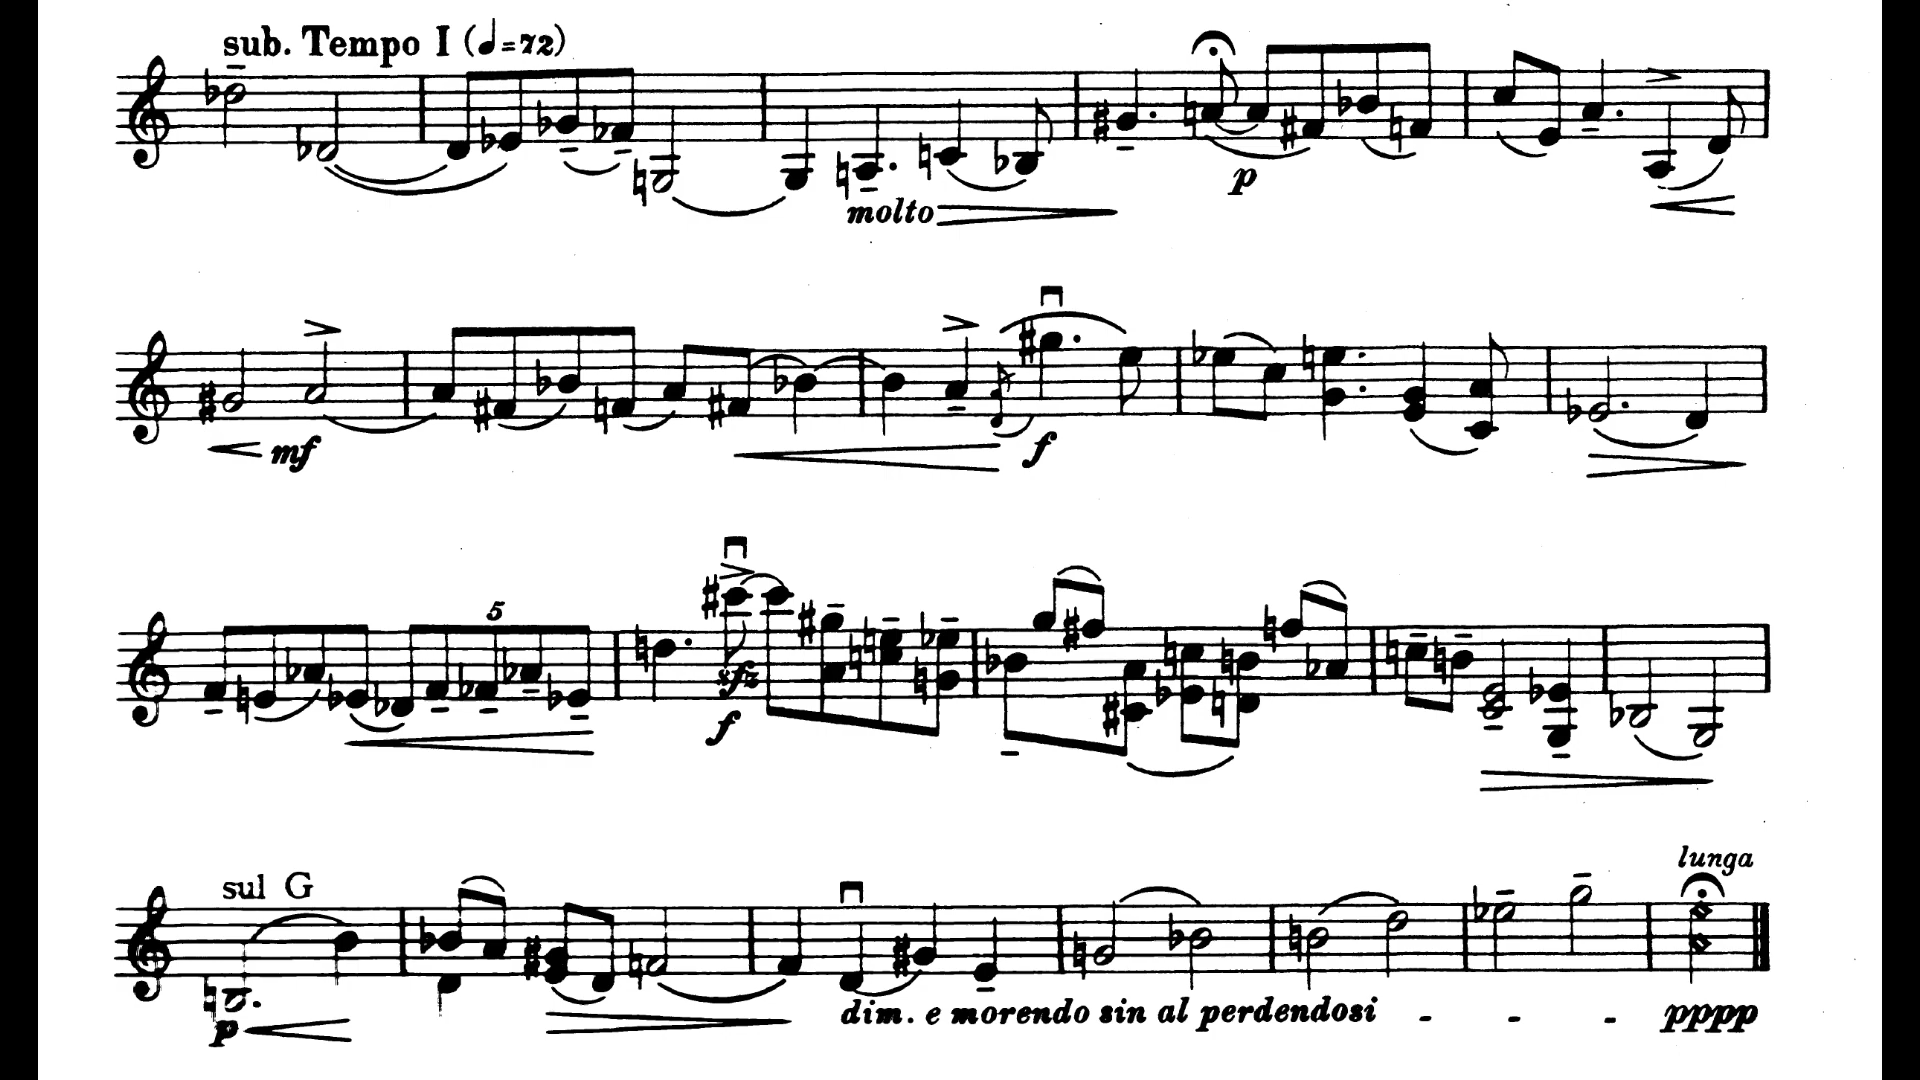 sub. Tempo I (𝅗𝅥=72)
p
molto
mf
f
5
sfz
f
lunga
sul G
p
dim. e morendo sin al perdendosi - - -
pppp